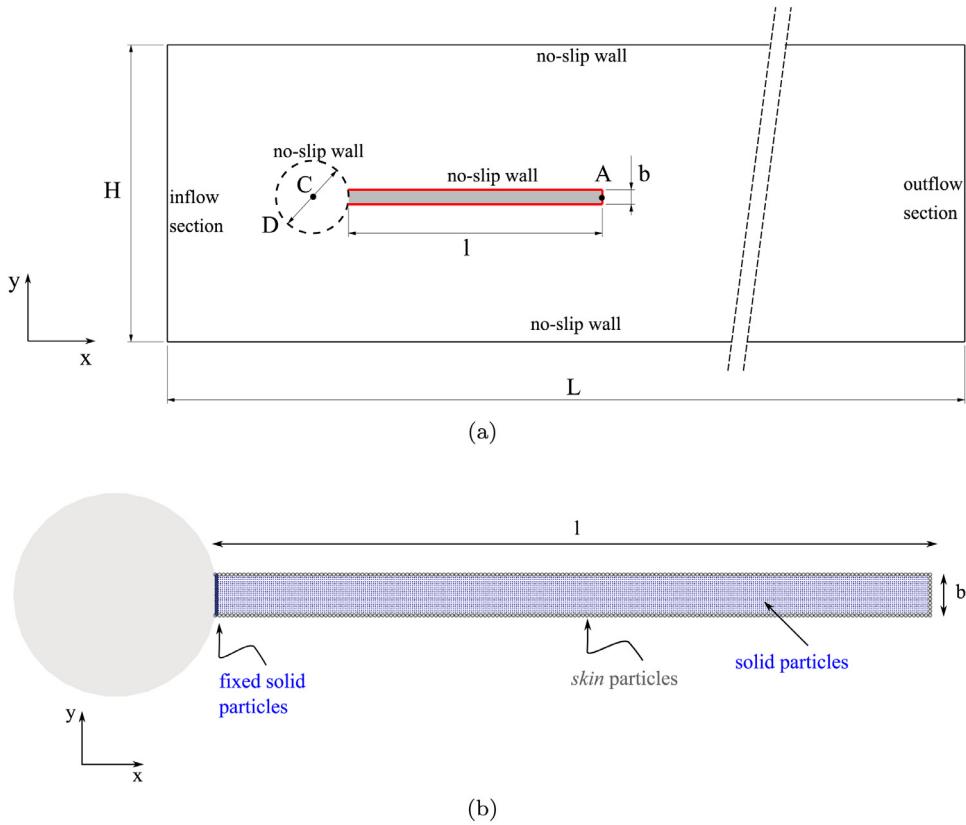 no-slip wall
no-slip wall
C
D
no-slip wall
A
b
H
inflow
section
outflow
section
l
y
x
no-slip wall
L
(a)
l
b
fixed solid
particles
skin particles
solid particles
y
x
(b)